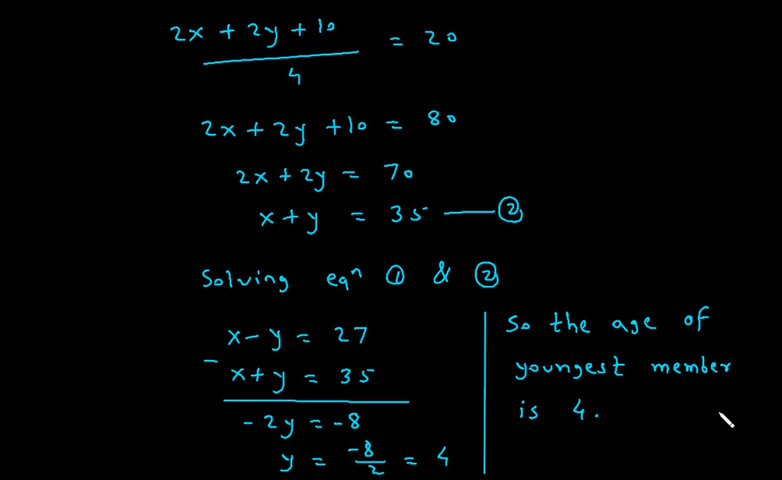 2x + 2y + 10 / 4 = 20
2x + 2y + 10 = 80
2x + 2y = 70
x + y = 35 —— ②
Solving eqⁿ ① & ②
x - y = 27
- x + y = 35
- 2y = -8
y = -8/2 = 4
So the age of
youngest member
is 4.